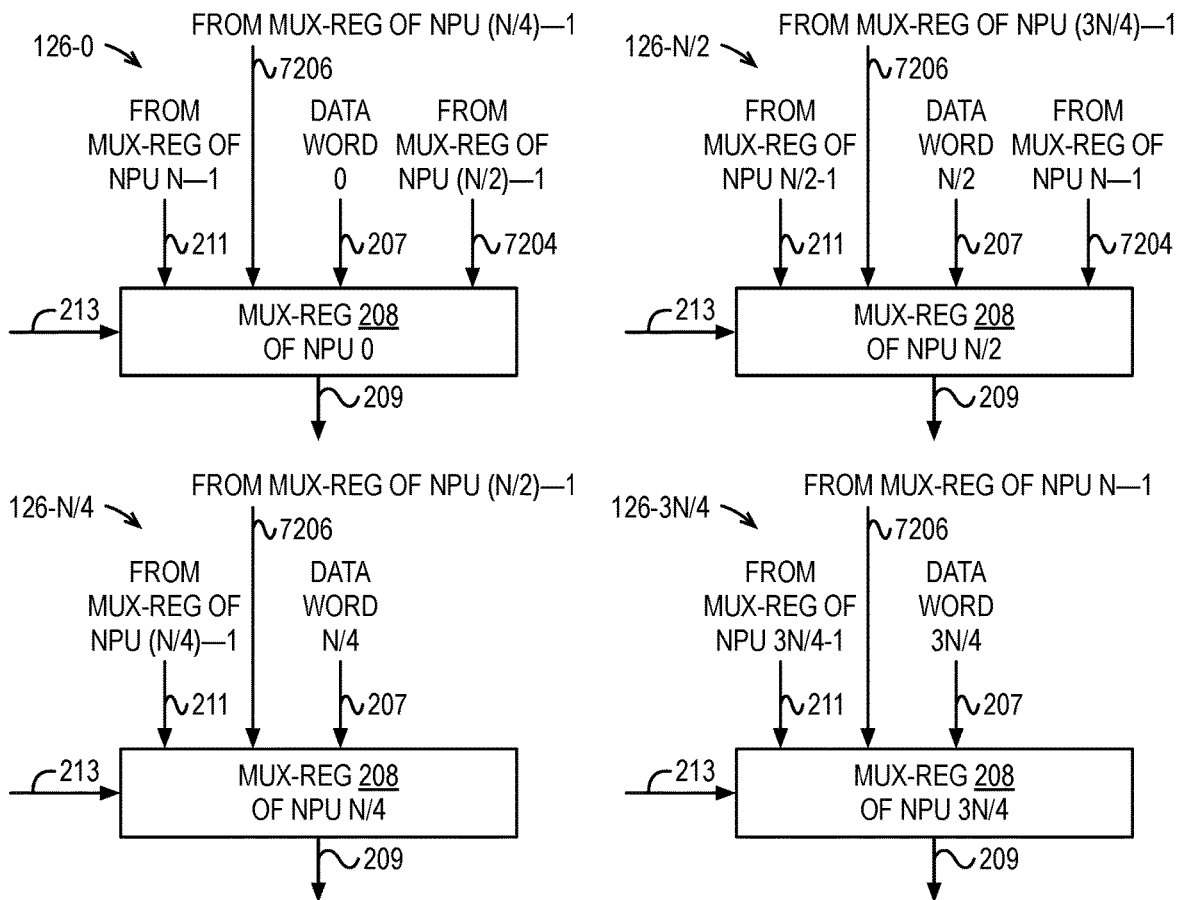 FROM MUX-REG OF NPU (N/4)—1
126-0
7206
FROM
MUX-REG OF
NPU N—1
DATA
WORD
0
FROM
MUX-REG OF
NPU (N/2)—1
211
207
7204
213
MUX-REG 208
OF NPU 0
209
FROM MUX-REG OF NPU (3N/4)—1
126-N/2
7206
FROM
MUX-REG OF
NPU N/2-1
DATA
WORD
N/2
FROM
MUX-REG OF
NPU N—1
211
207
7204
213
MUX-REG 208
OF NPU N/2
209
FROM MUX-REG OF NPU (N/2)—1
126-N/4
7206
FROM
MUX-REG OF
NPU (N/4)—1
DATA
WORD
N/4
211
207
213
MUX-REG 208
OF NPU N/4
209
FROM MUX-REG OF NPU N—1
126-3N/4
7206
FROM
MUX-REG OF
NPU 3N/4-1
DATA
WORD
3N/4
211
207
213
MUX-REG 208
OF NPU 3N/4
209